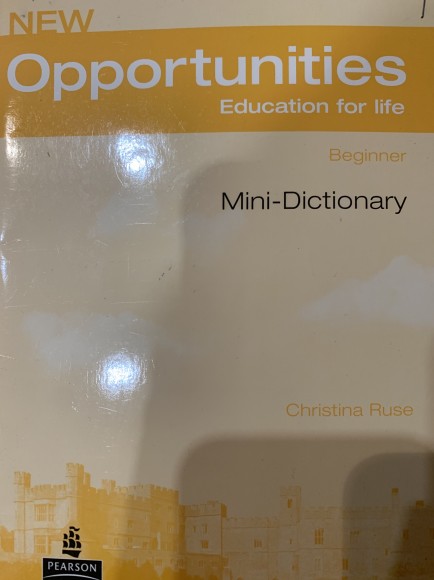 NEW
Opportunities
Education for life
Beginner
Mini-Dictionary
Christina Ruse
PEARSON